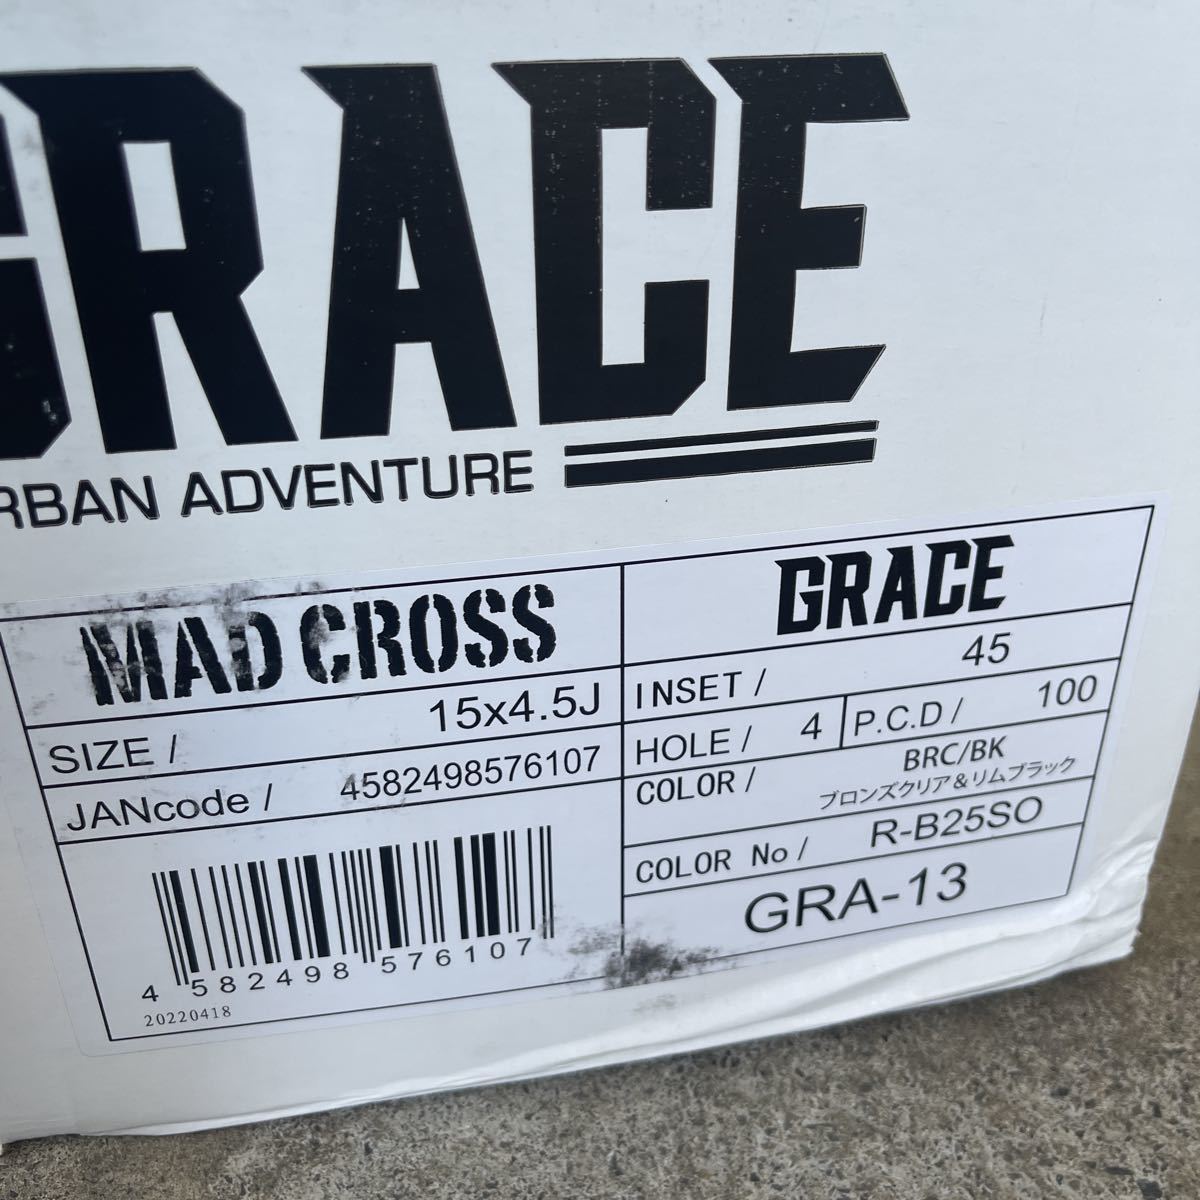 GRACE
RBAN ADVENTURE
MAD CROSS
GRACE
SIZE / 15x4.5J
INSET / 45
JANcode / 4582498576107
HOLE / 4 P.C.D / 100
COLOR / BRC/BK
ブロンズクリア&リムブラック
COLOR No / R-B25SO
GRA-13
4 582498 576107
20220418